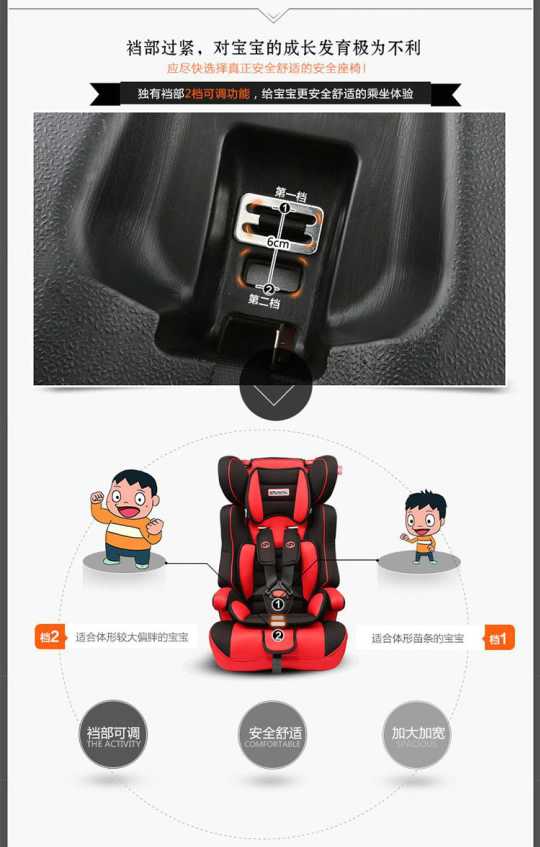 裆部过紧，对宝宝的成长发育极为不利
应尽快选择真正安全舒适的安全座椅！
独有裆部2档可调功能，给宝宝更安全舒适的乘坐体验
第一档
1
6cm
2
第二档
1
2
档2 适合体形较大偏胖的宝宝
适合体形苗条的宝宝 档1
裆部可调
THE ACTIVITY
安全舒适
COMFORTABLE
加大加宽
SPACIOUS